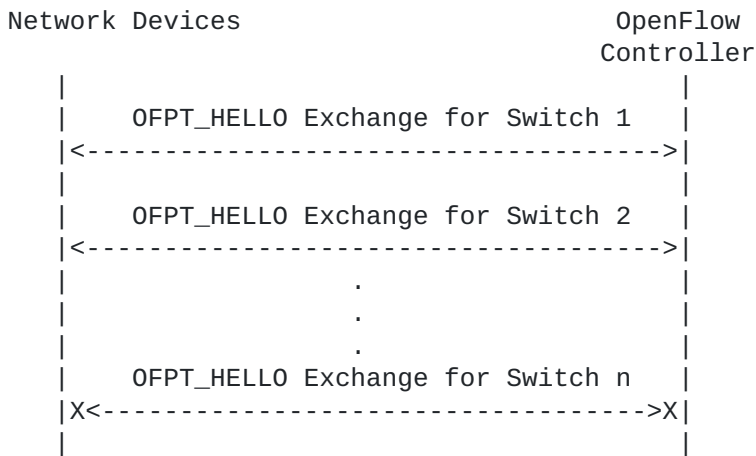 Network Devices                        OpenFlow
                                      Controller
   |                                       |
   |    OFPT_HELLO Exchange for Switch 1   |
   |<------------------------------------->|
   |                                       |
   |    OFPT_HELLO Exchange for Switch 2   |
   |<------------------------------------->|
   |                  .                    |
   |                  .                    |
   |                  .                    |
   |    OFPT_HELLO Exchange for Switch n   |
   |X<----------------------------------->X|
   |                                       |